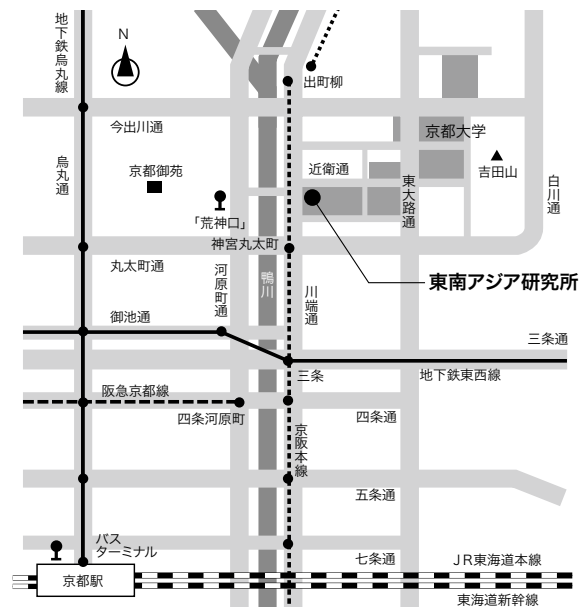 地下鉄烏丸線
N
出町柳
今出川通
京都大学
烏丸通
京都御苑
近衛通
吉田山
東大路通
白川通
「荒神口」
神宮丸太町
丸太町通
河原町通
鴨川
川端通
東南アジア研究所
御池通
三条通
三条
地下鉄東西線
阪急京都線
四条河原町
四条通
京阪本線
五条通
バス
ターミナル
七条通
JR東海道本線
京都駅
東海道新幹線